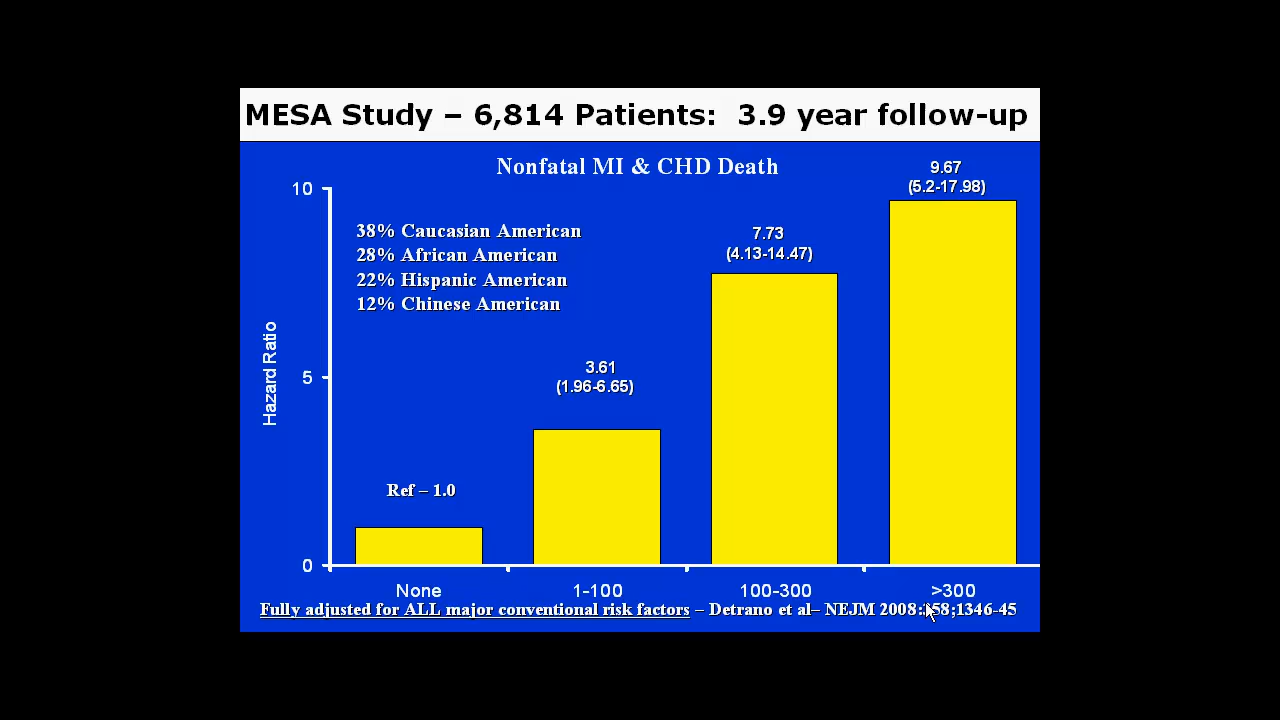 MESA Study – 6,814 Patients: 3.9 year follow-up
Nonfatal MI & CHD Death
9.67
(5.2-17.98)
10
38% Caucasian American
28% African American
22% Hispanic American
12% Chinese American
7.73
(4.13-14.47)
Hazard Ratio
5
3.61
(1.96-6.65)
Ref – 1.0
0
None
1-100
100-300
>300
Fully adjusted for ALL major conventional risk factors – Detrano et al– NEJM 2008: